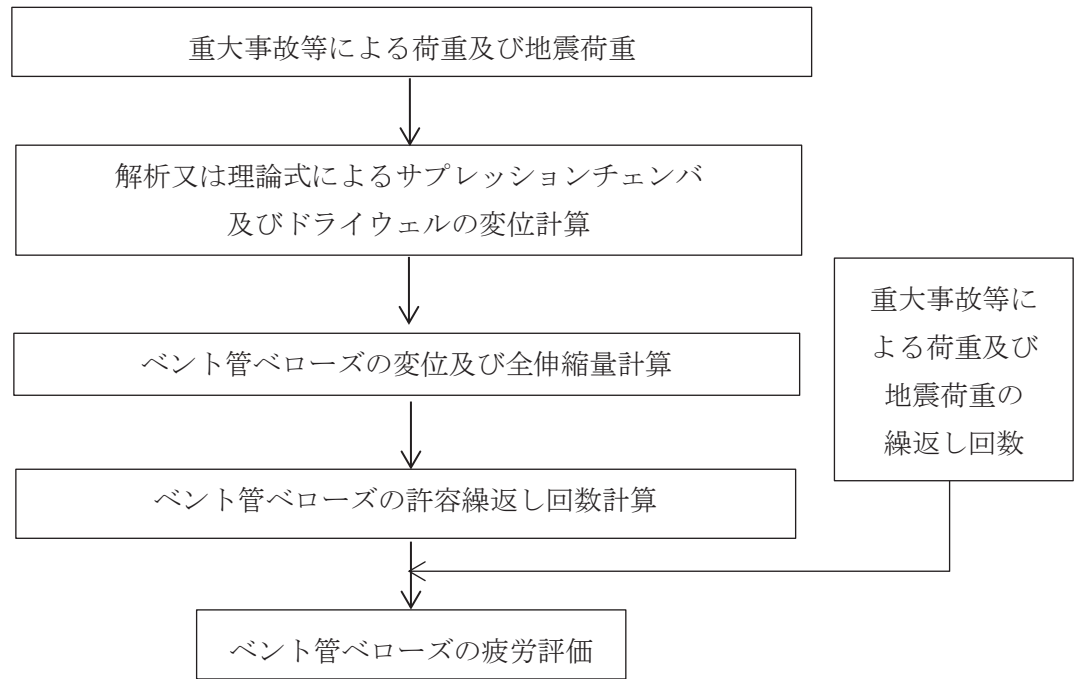 重大事故等による荷重及び地震荷重
解析又は理論式によるサプレッションチェンバ
及びドライウェルの変位計算
ベント管ベローズの変位及び全伸縮量計算
ベント管ベローズの許容繰返し回数計算
重大事故等に
よる荷重及び
地震荷重の
繰返し回数
ベント管ベローズの疲労評価